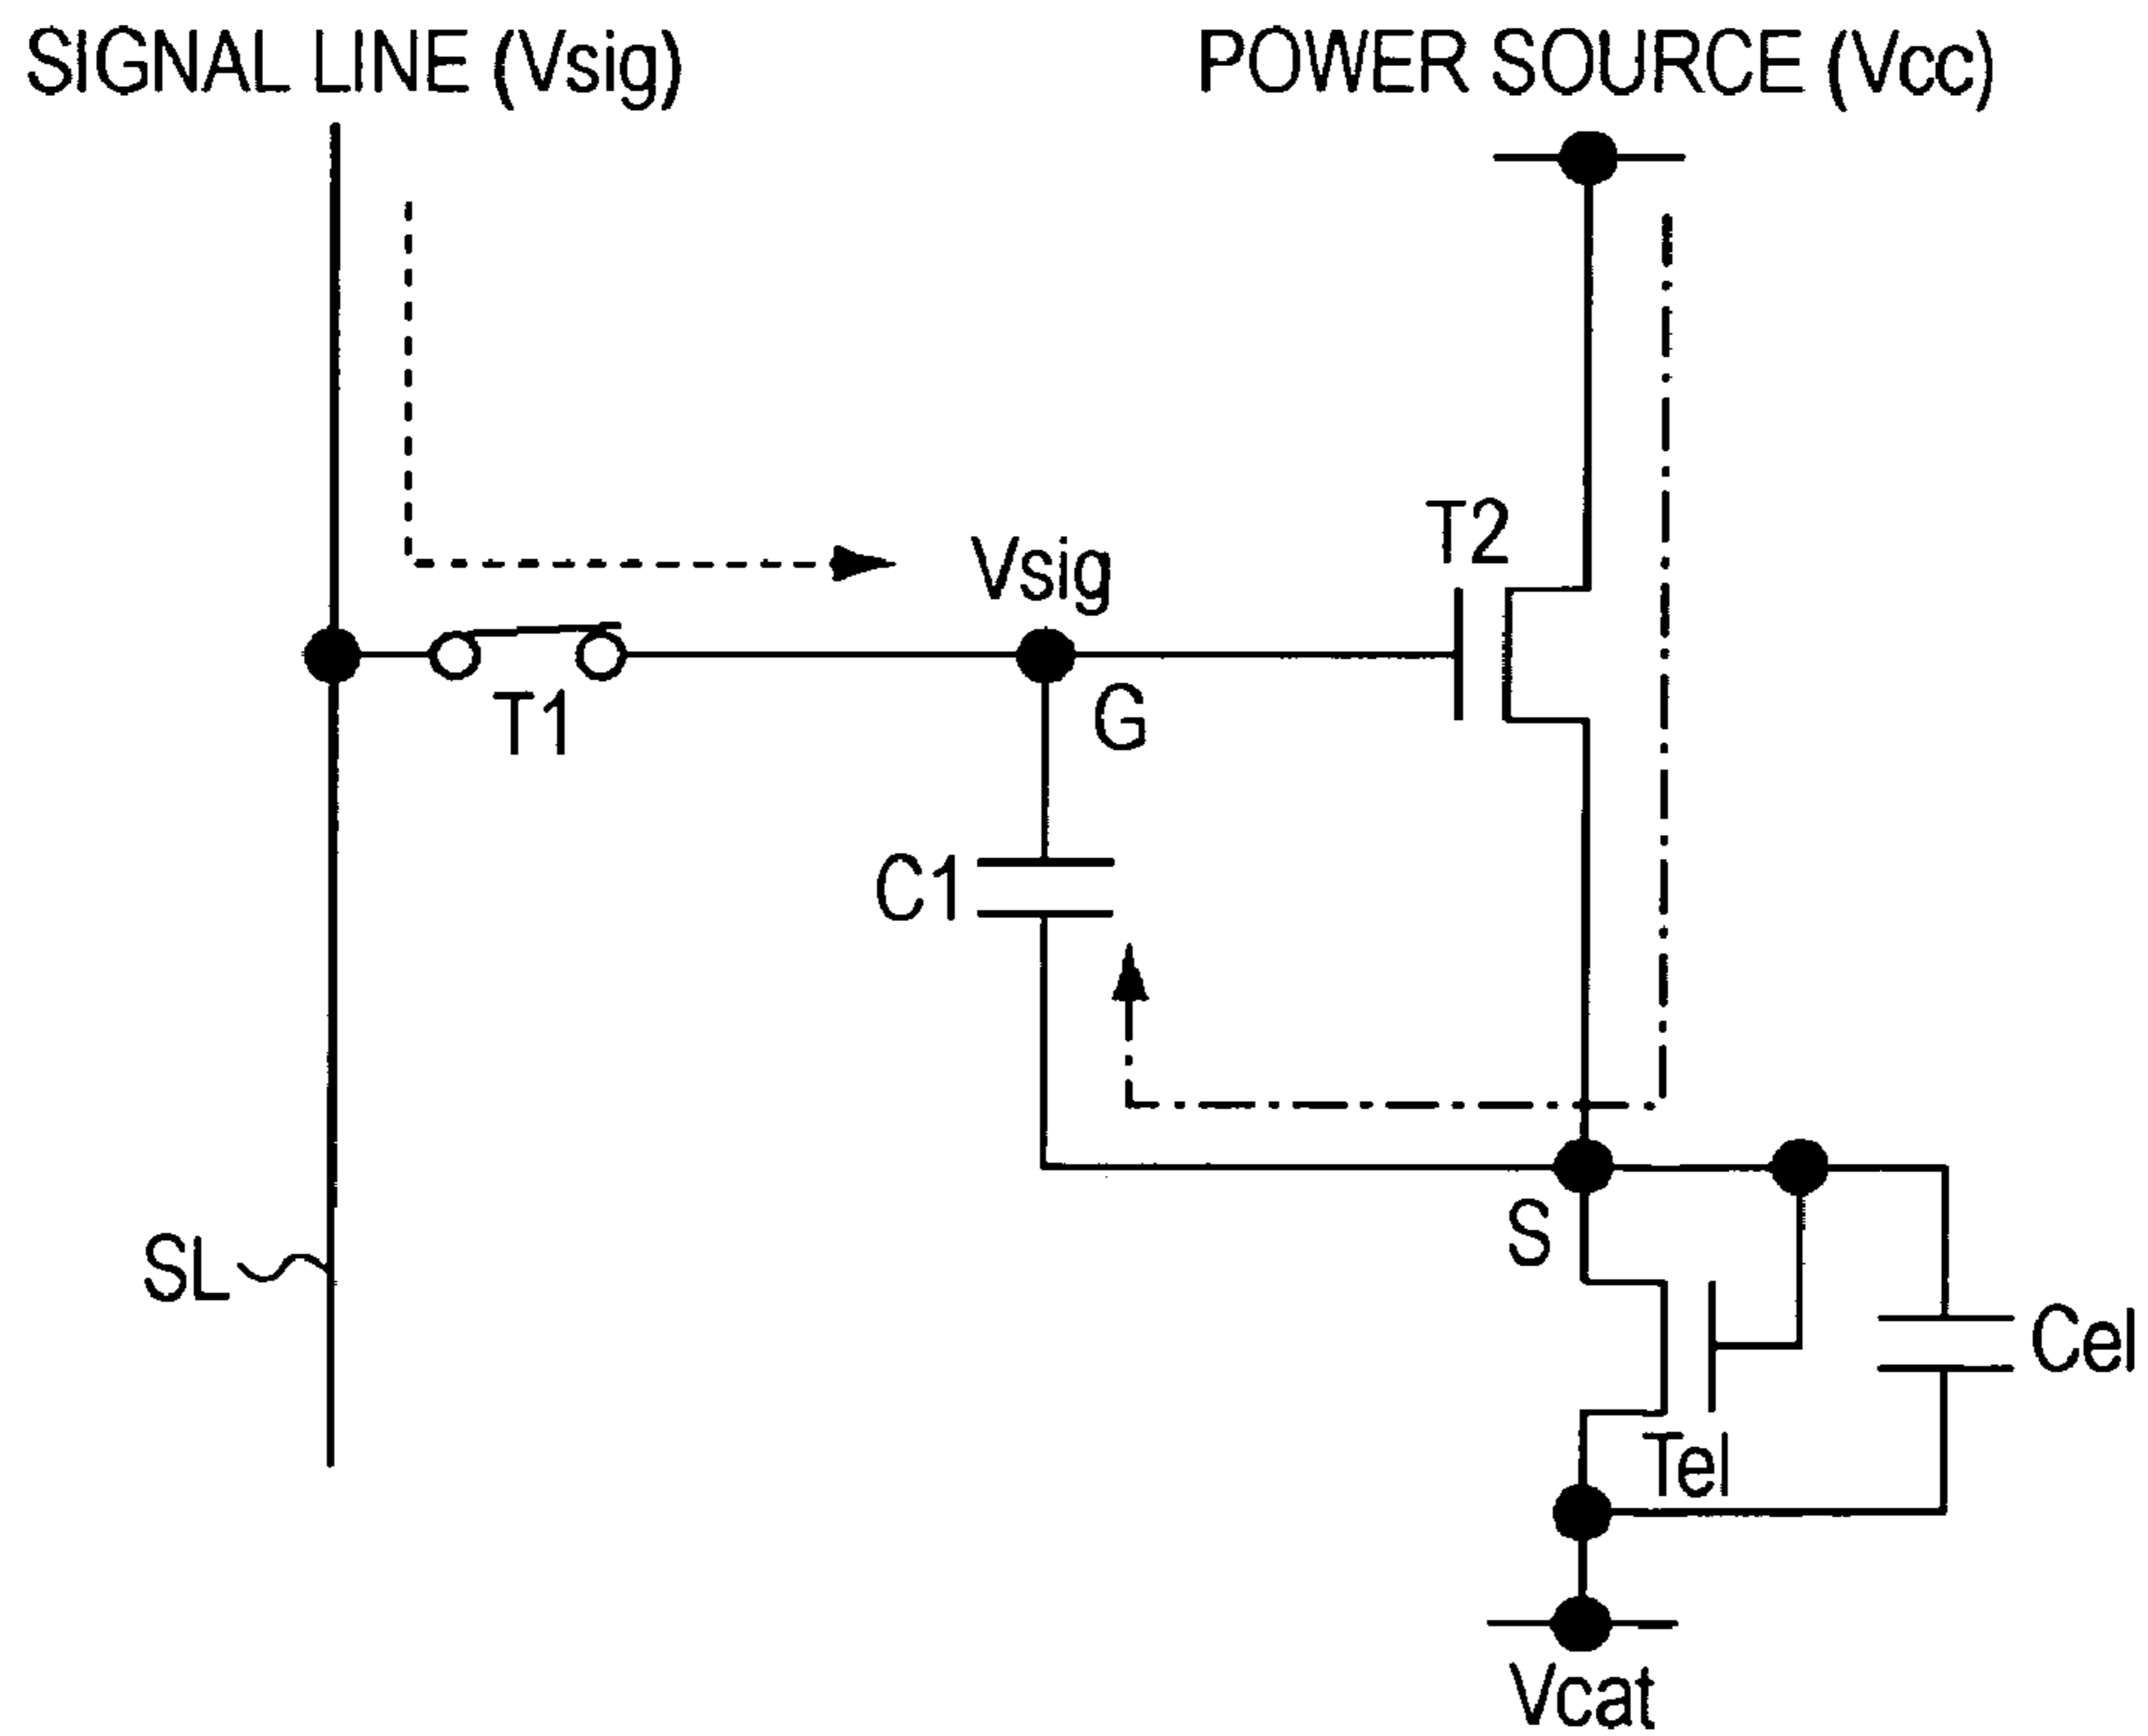 SIGNAL LINE (Vsig)
POWER SOURCE (Vcc)
T2
Vsig
T1
G
C1
S
SL
Cel
Tel
Vcat